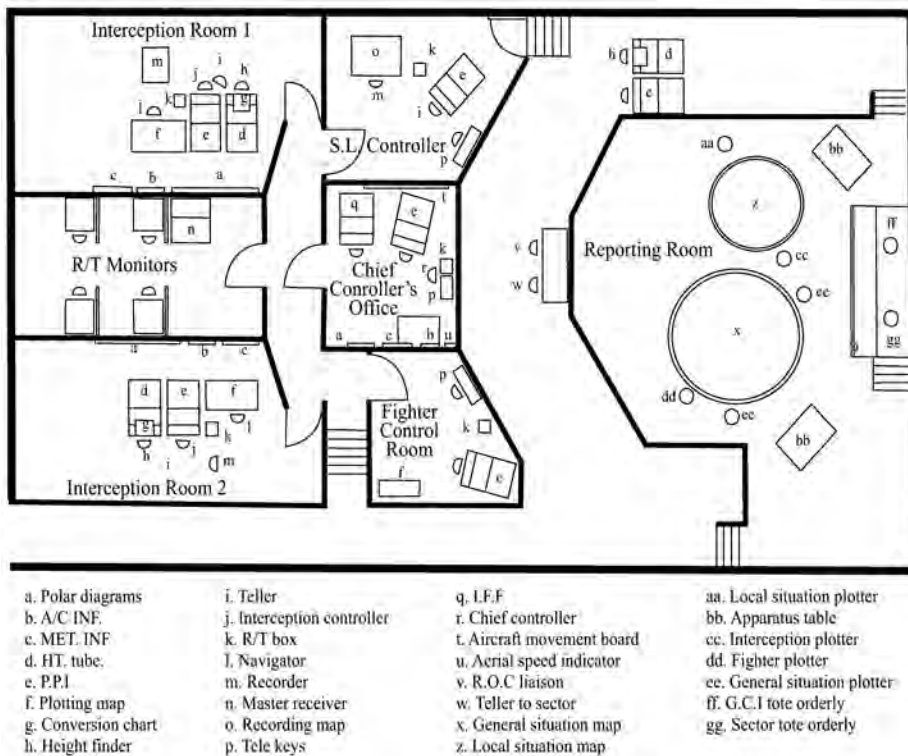 Interception Room 1
m
i
h
j
k
g
j
f
e
d
c
b
a
o
k
m
e
i
p
S.L. Controller
d
Reporting Room
aa
bb
z
cc
ee
x
dd
ee
bb
ff
gg
v
w
n
R/T Monitors
q
e
t
k
r
p
Chief
Conroller's
Office
a
c
b
u
a
b
c
d
e
f
g
h
i
j
k
l
m
Interception Room 2
p
k
Fighter
Control
Room
f
e
a. Polar diagrams
b. A/C INF.
c. MET. INF
d. HT. tube.
e. P.P.I
f. Plotting map
g. Conversion chart
h. Height finder
i. Teller
j. Interception controller
k. R/T box
l. Navigator
m. Recorder
n. Master receiver
o. Recording map
p. Tele keys
q. I.F.F
r. Chief controller
t. Aircraft movement board
u. Aerial speed indicator
v. R.O.C liaison
w. Teller to sector
x. General situation map
z. Local situation map
aa. Local situation plotter
bb. Apparatus table
cc. Interception plotter
dd. Fighter plotter
ee. General situation plotter
ff. G.C.I tote orderly
gg. Sector tote orderly